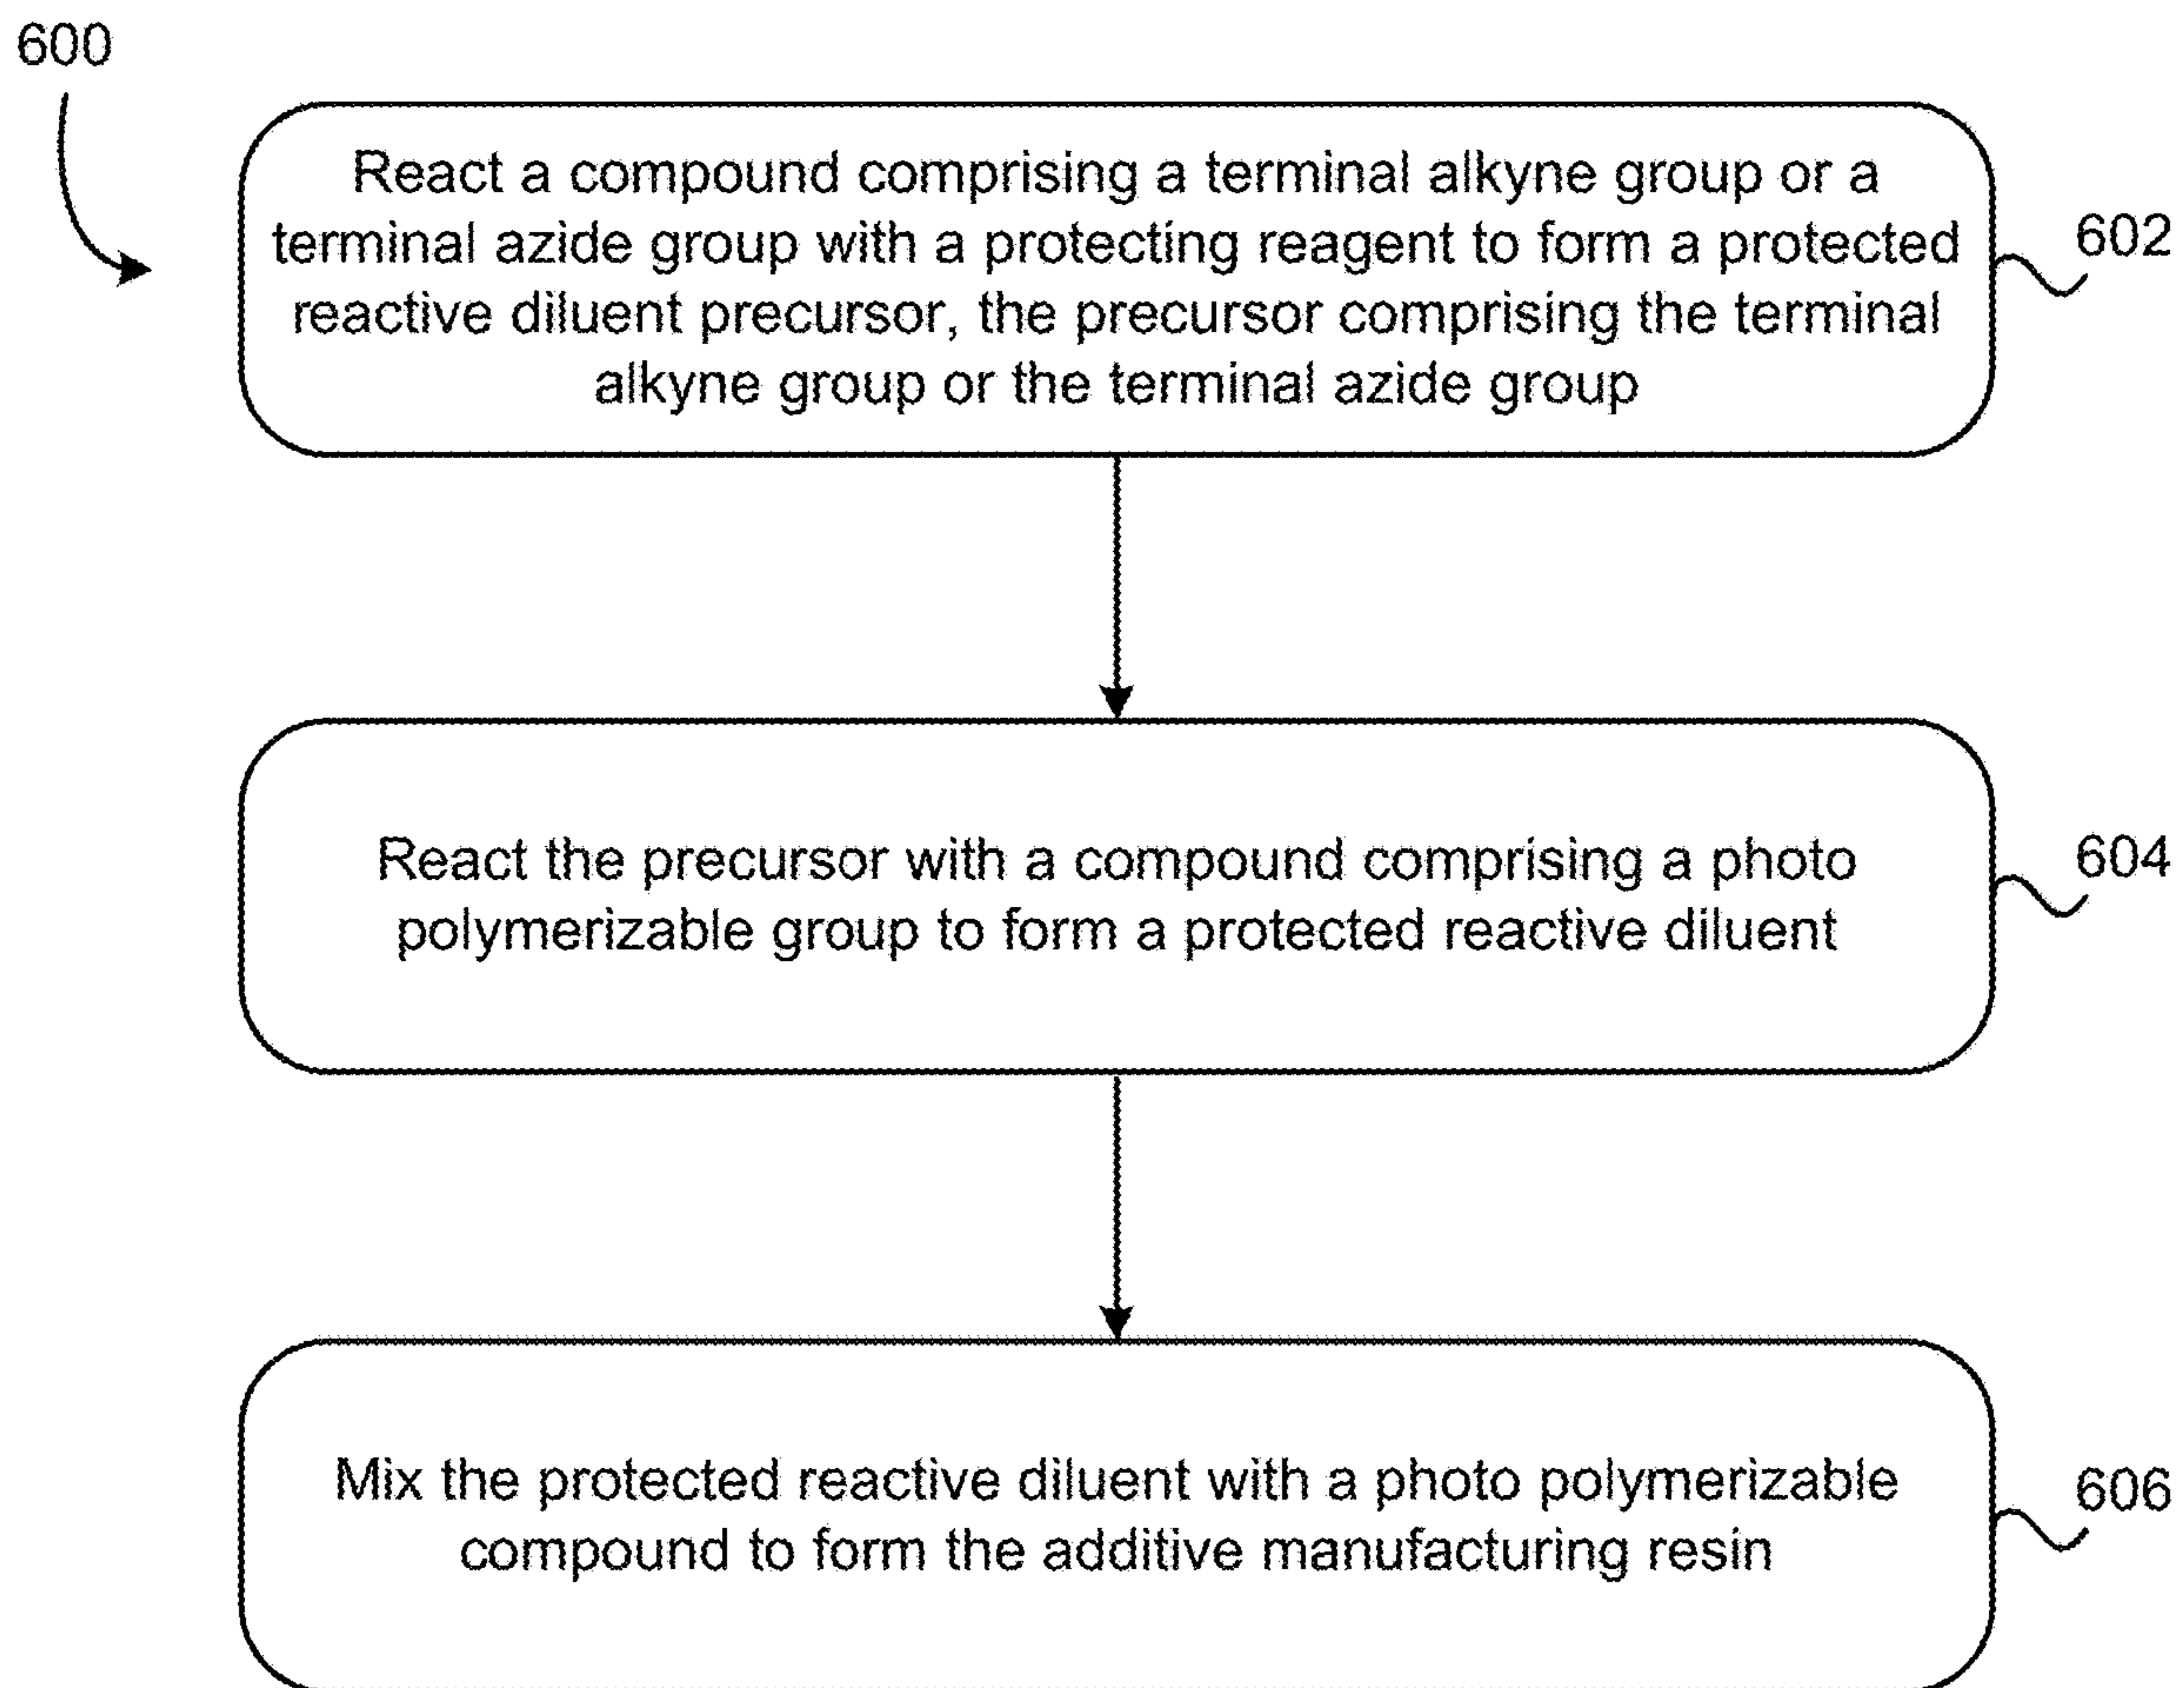 600
React a compound comprising a terminal alkyne group or a
terminal azide group with a protecting reagent to form a protected
reactive diluent precursor, the precursor comprising the terminal
alkyne group or the terminal azide group
602
React the precursor with a compound comprising a photo
polymerizable group to form a protected reactive diluent
604
Mix the protected reactive diluent with a photo polymerizable
compound to form the additive manufacturing resin
606